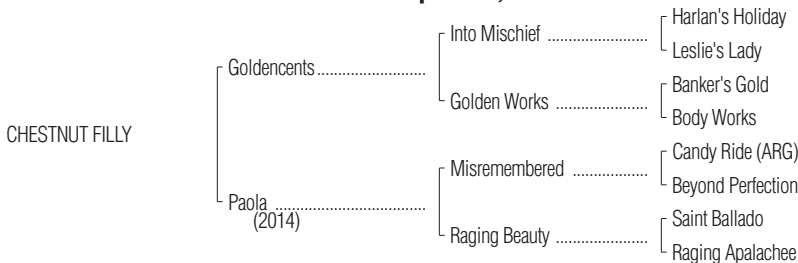 Harlan's Holiday
Into Mischief
Leslie's Lady
Goldencents
Banker's Gold
Golden Works
Body Works
CHESTNUT FILLY
Candy Ride (ARG)
Misremembered
Beyond Perfection
Paola
(2014)
Saint Ballado
Raging Beauty
Raging Apalachee